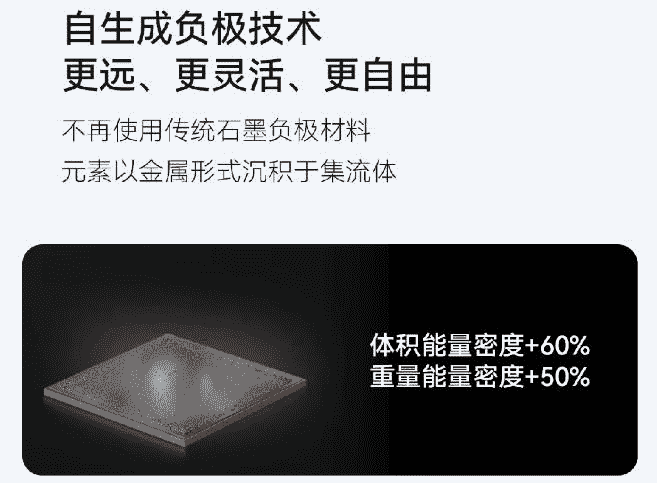 自生成负极技术
更远、更灵活、更自由
不再使用传统石墨负极材料
元素以金属形式沉积于集流体
体积能量密度+60%
重量能量密度+50%